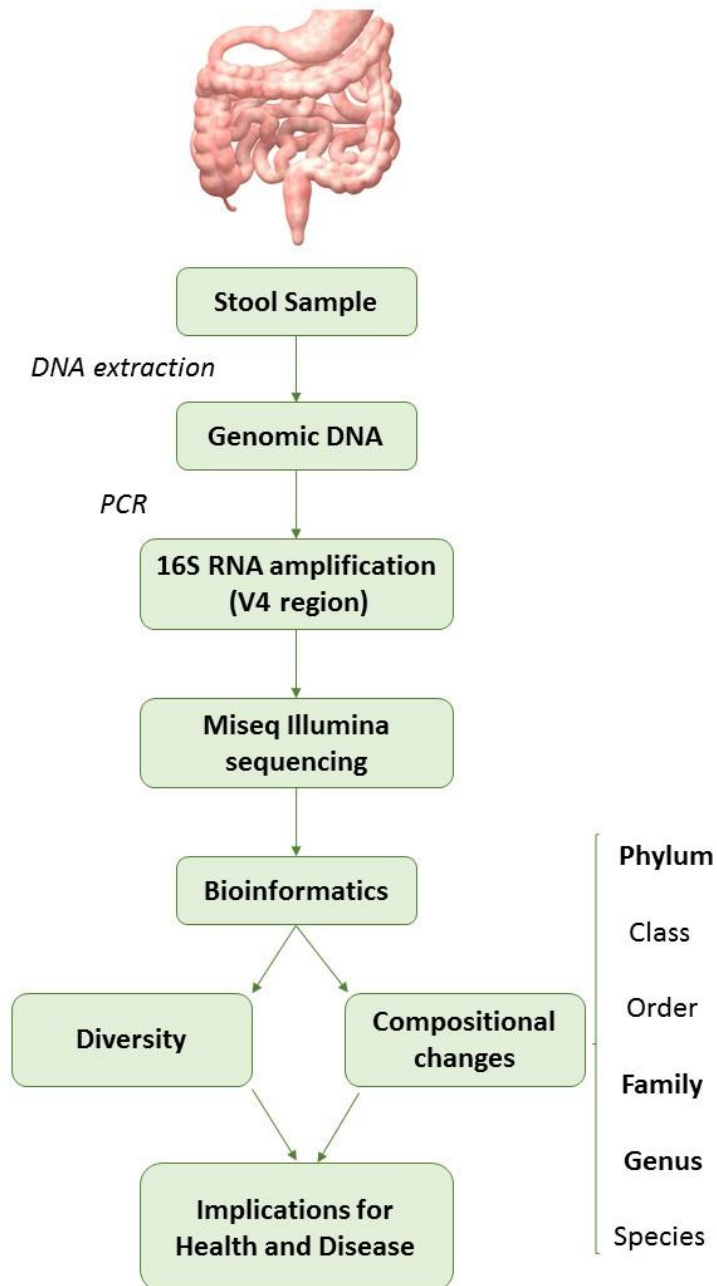 Stool Sample
DNA extraction
Genomic DNA
PCR
16S RNA amplification
(V4 region)
Miseq Illumina
sequencing
Bioinformatics
Diversity
Compositional
changes
Phylum
Class
Order
Family
Genus
Species
Implications for
Health and Disease